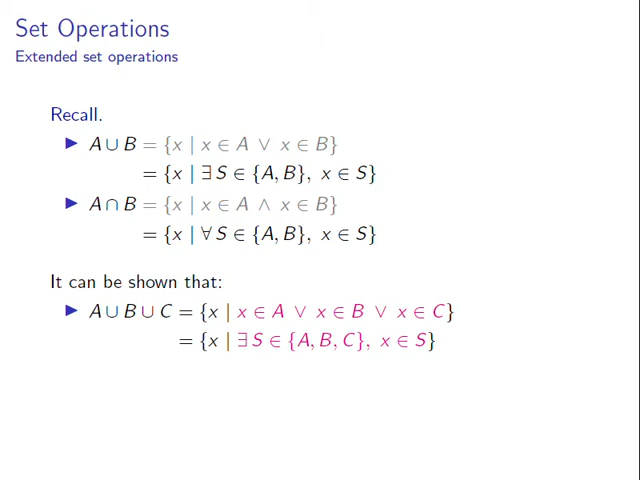 Set Operations
Extended set operations
Recall.
▶ A ∪ B = {x | x ∈ A ∨ x ∈ B}
= {x | ∃ S ∈ {A, B}, x ∈ S}
▶ A ∩ B = {x | x ∈ A ∧ x ∈ B}
= {x | ∀ S ∈ {A, B}, x ∈ S}
It can be shown that:
▶ A ∪ B ∪ C = {x | x ∈ A ∨ x ∈ B ∨ x ∈ C}
= {x | ∃ S ∈ {A, B, C}, x ∈ S}